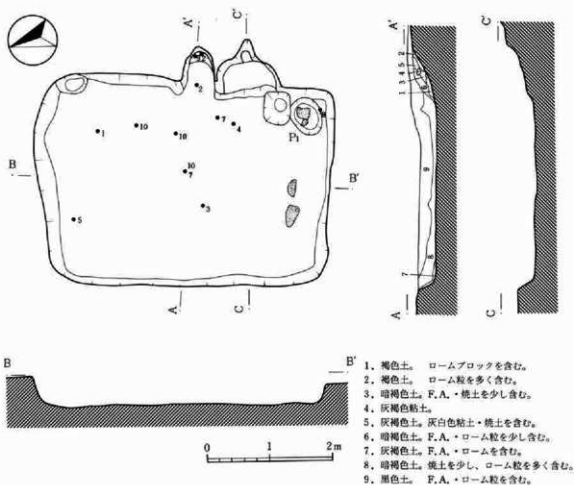 C'
A'
2
1 10 10 7 4
P1
B
10
7
B'
5
3
A
C
A'
C'
2
5
4
3
1
6
9
8
7
A
C
B
B'
0 1 2m
1．褐色土。 ロームブロックを含む。
2．褐色土。 ローム粒を多く含む。
3．暗褐色土。F.A.・焼土を少し含む。
4．灰褐色粘土。
5．灰褐色土。灰白色粘土・焼土を含む。
6．暗褐色土。F.A.・ローム粒を少し含む。
7．灰褐色土。F.A.・ロームを含む。
8．暗褐色土。焼土を少し、ローム粒を多く含む。
9．黒色土。 F.A.・ローム粒を含む。